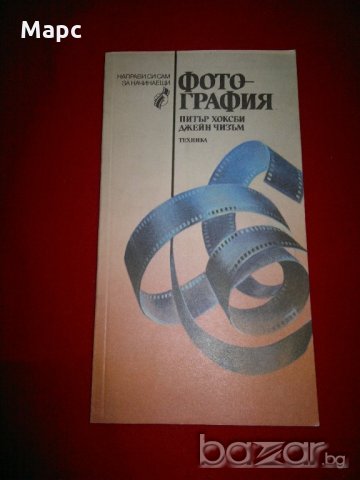 Марс
НАПРАВИ СИ САМ
ЗА НАЧИНАЕЩИ
ФОТО-
ГРАФИЯ
ПИТЪР ХОКСБИ
ДЖЕЙН ЧИЗЪМ
ТЕХНИКА
bazar.bg